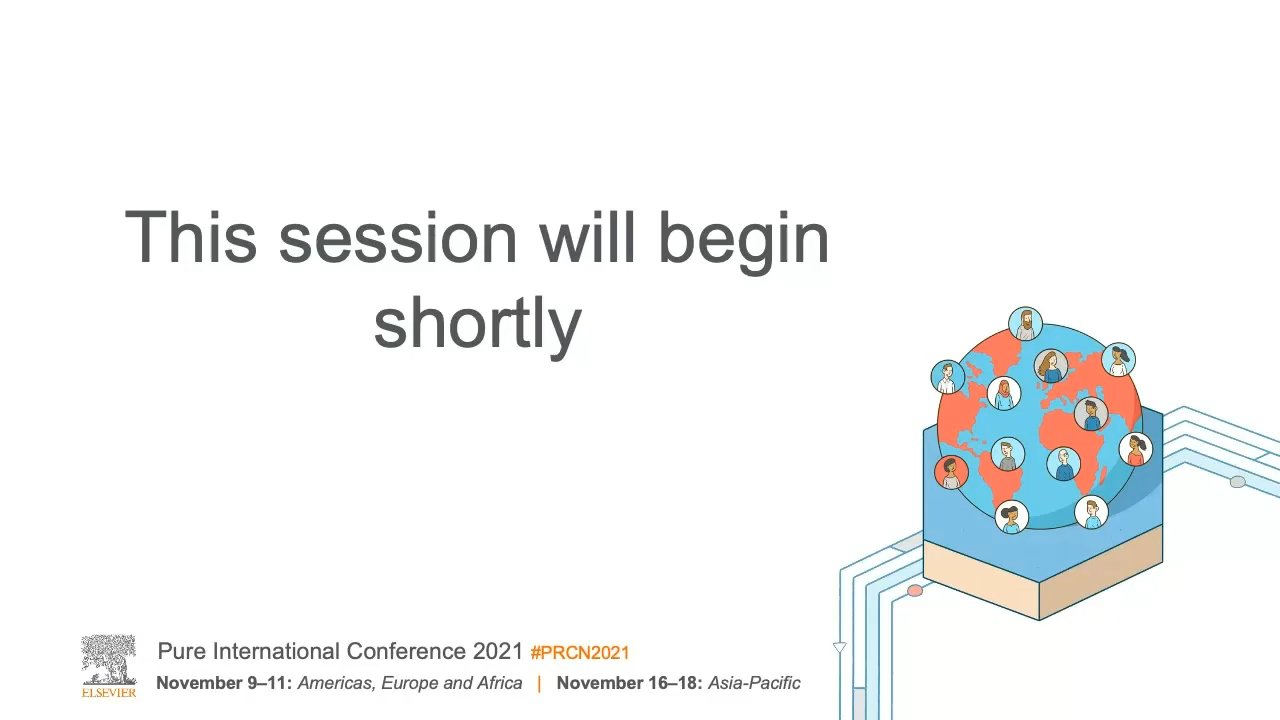 This session will begin
shortly
Pure International Conference 2021 #PRCN2021
November 9–11: Americas, Europe and Africa | November 16–18: Asia-Pacific
ELSEVIER